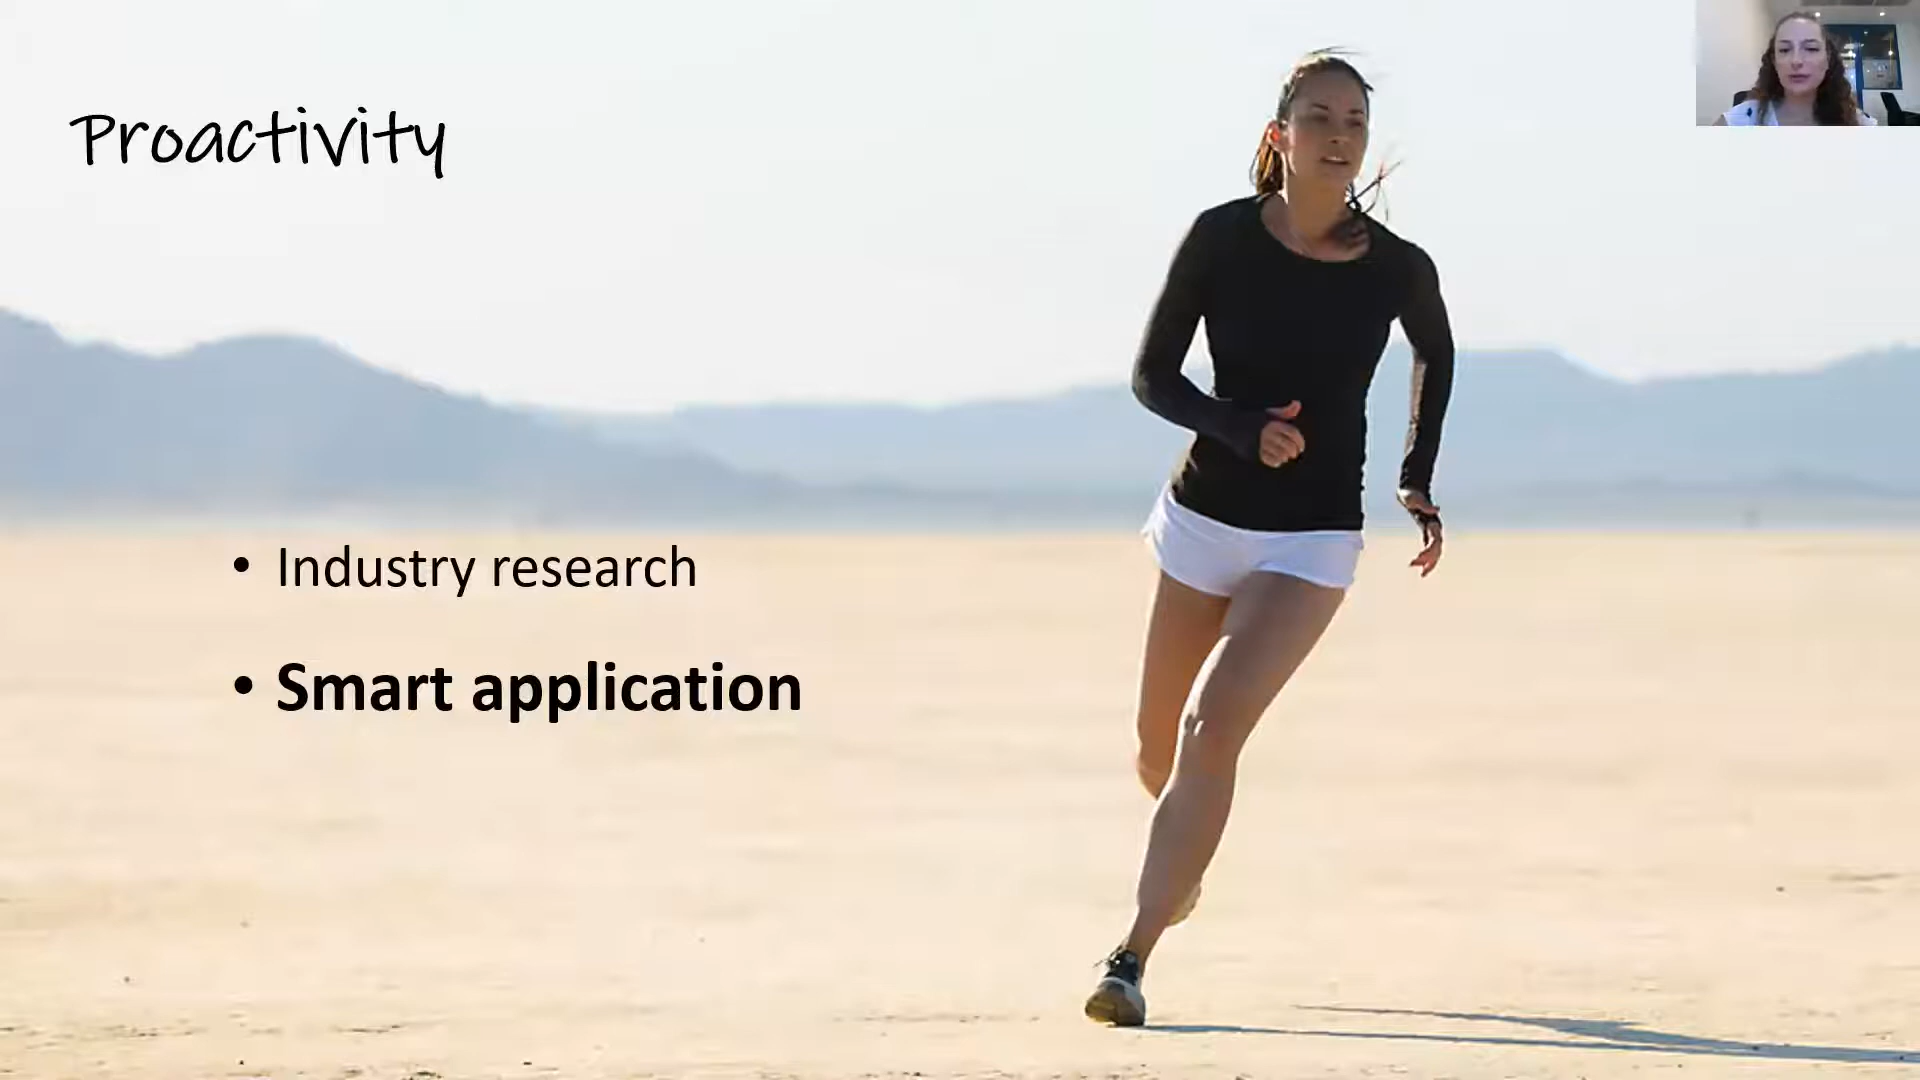 Proactivity
• Industry research
• Smart application